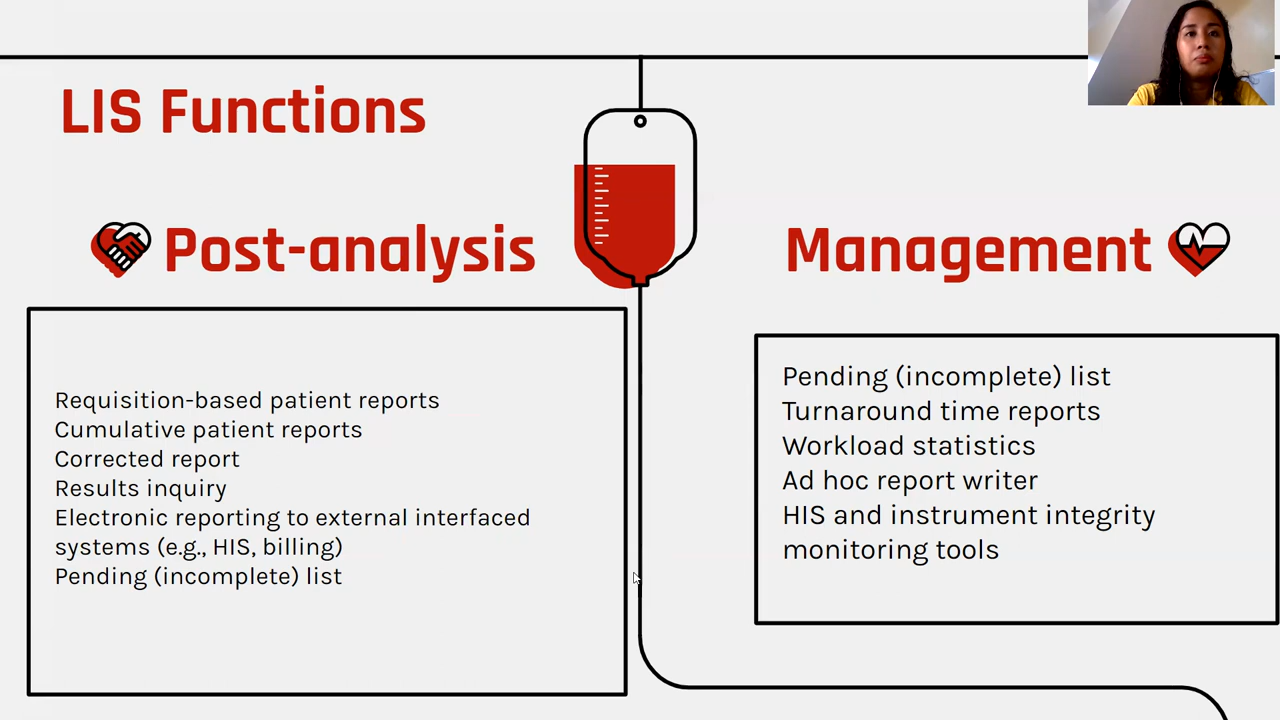 LIS Functions
Post-analysis
Requisition-based patient reports
Cumulative patient reports
Corrected report
Results inquiry
Electronic reporting to external interfaced
systems (e.g., HIS, billing)
Pending (incomplete) list
Management
Pending (incomplete) list
Turnaround time reports
Workload statistics
Ad hoc report writer
HIS and instrument integrity
monitoring tools